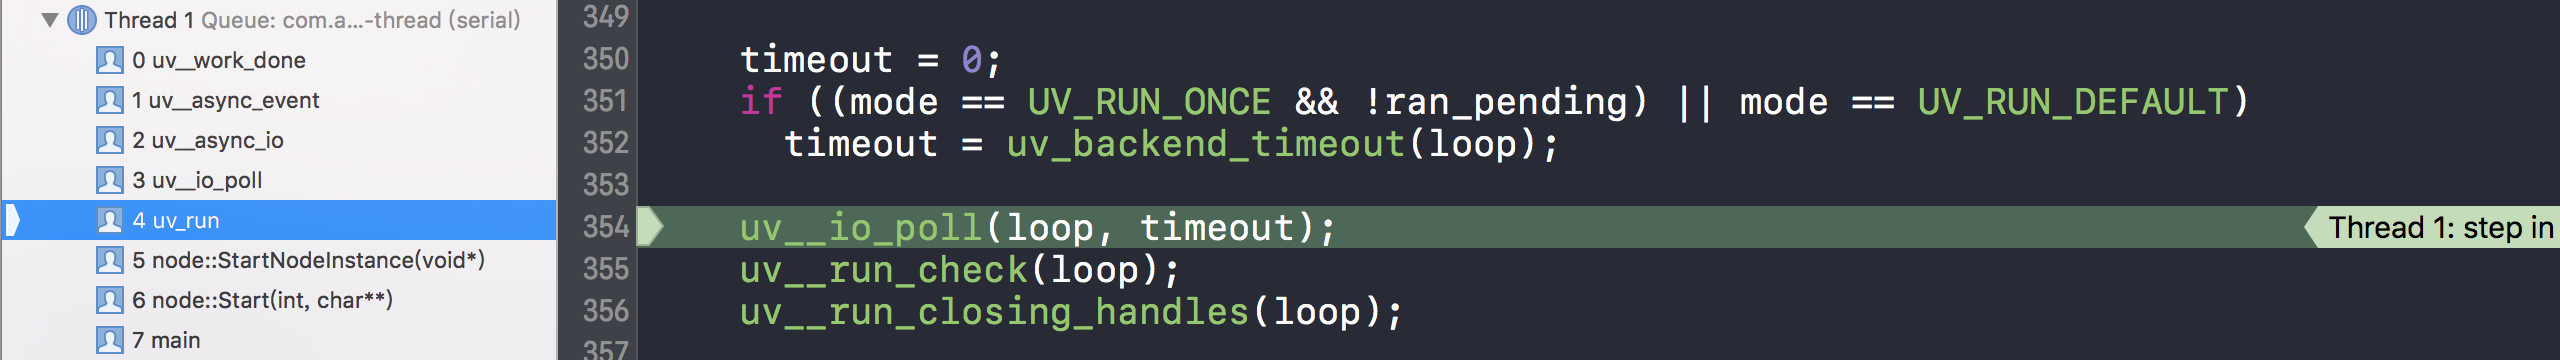 Thread 1 Queue: com.a...-thread (serial)
0 uv__work_done
1 uv__async_event
2 uv__async_io
3 uv__io_poll
4 uv_run
5 node::StartNodeInstance(void*)
6 node::Start(int, char**)
7 main
349
350 timeout = 0;
351 if ((mode == UV_RUN_ONCE && !ran_pending) || mode == UV_RUN_DEFAULT)
352 timeout = uv_backend_timeout(loop);
353
354 uv__io_poll(loop, timeout); Thread 1: step in
355 uv__run_check(loop);
356 uv__run_closing_handles(loop);
357